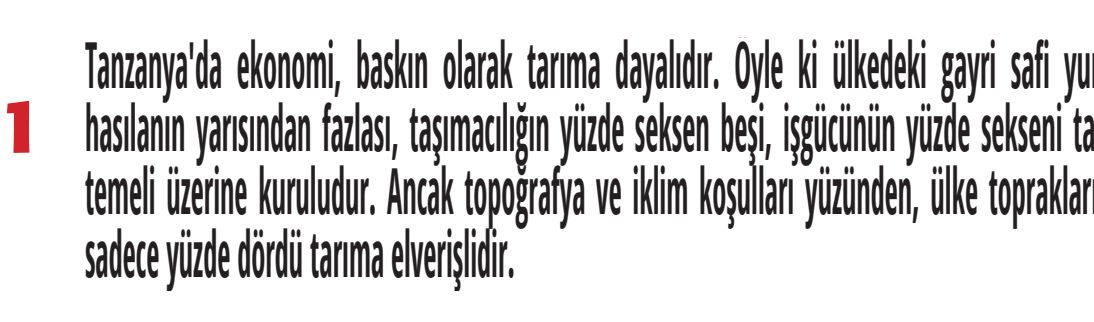 1
Tanzanya'da ekonomi, baskın olarak tarıma dayalıdır. Öyle ki ülkedeki gayri safi
hasılanın yarısından fazlası, taşımacılığın yüzde seksen beşi, işgücünün yüzde sekseni
temeli üzerine kuruludur. Ancak topoğrafya ve iklim koşulları yüzünden, ülke toprakları
sadece yüzde dördü tarıma elverişlidir.